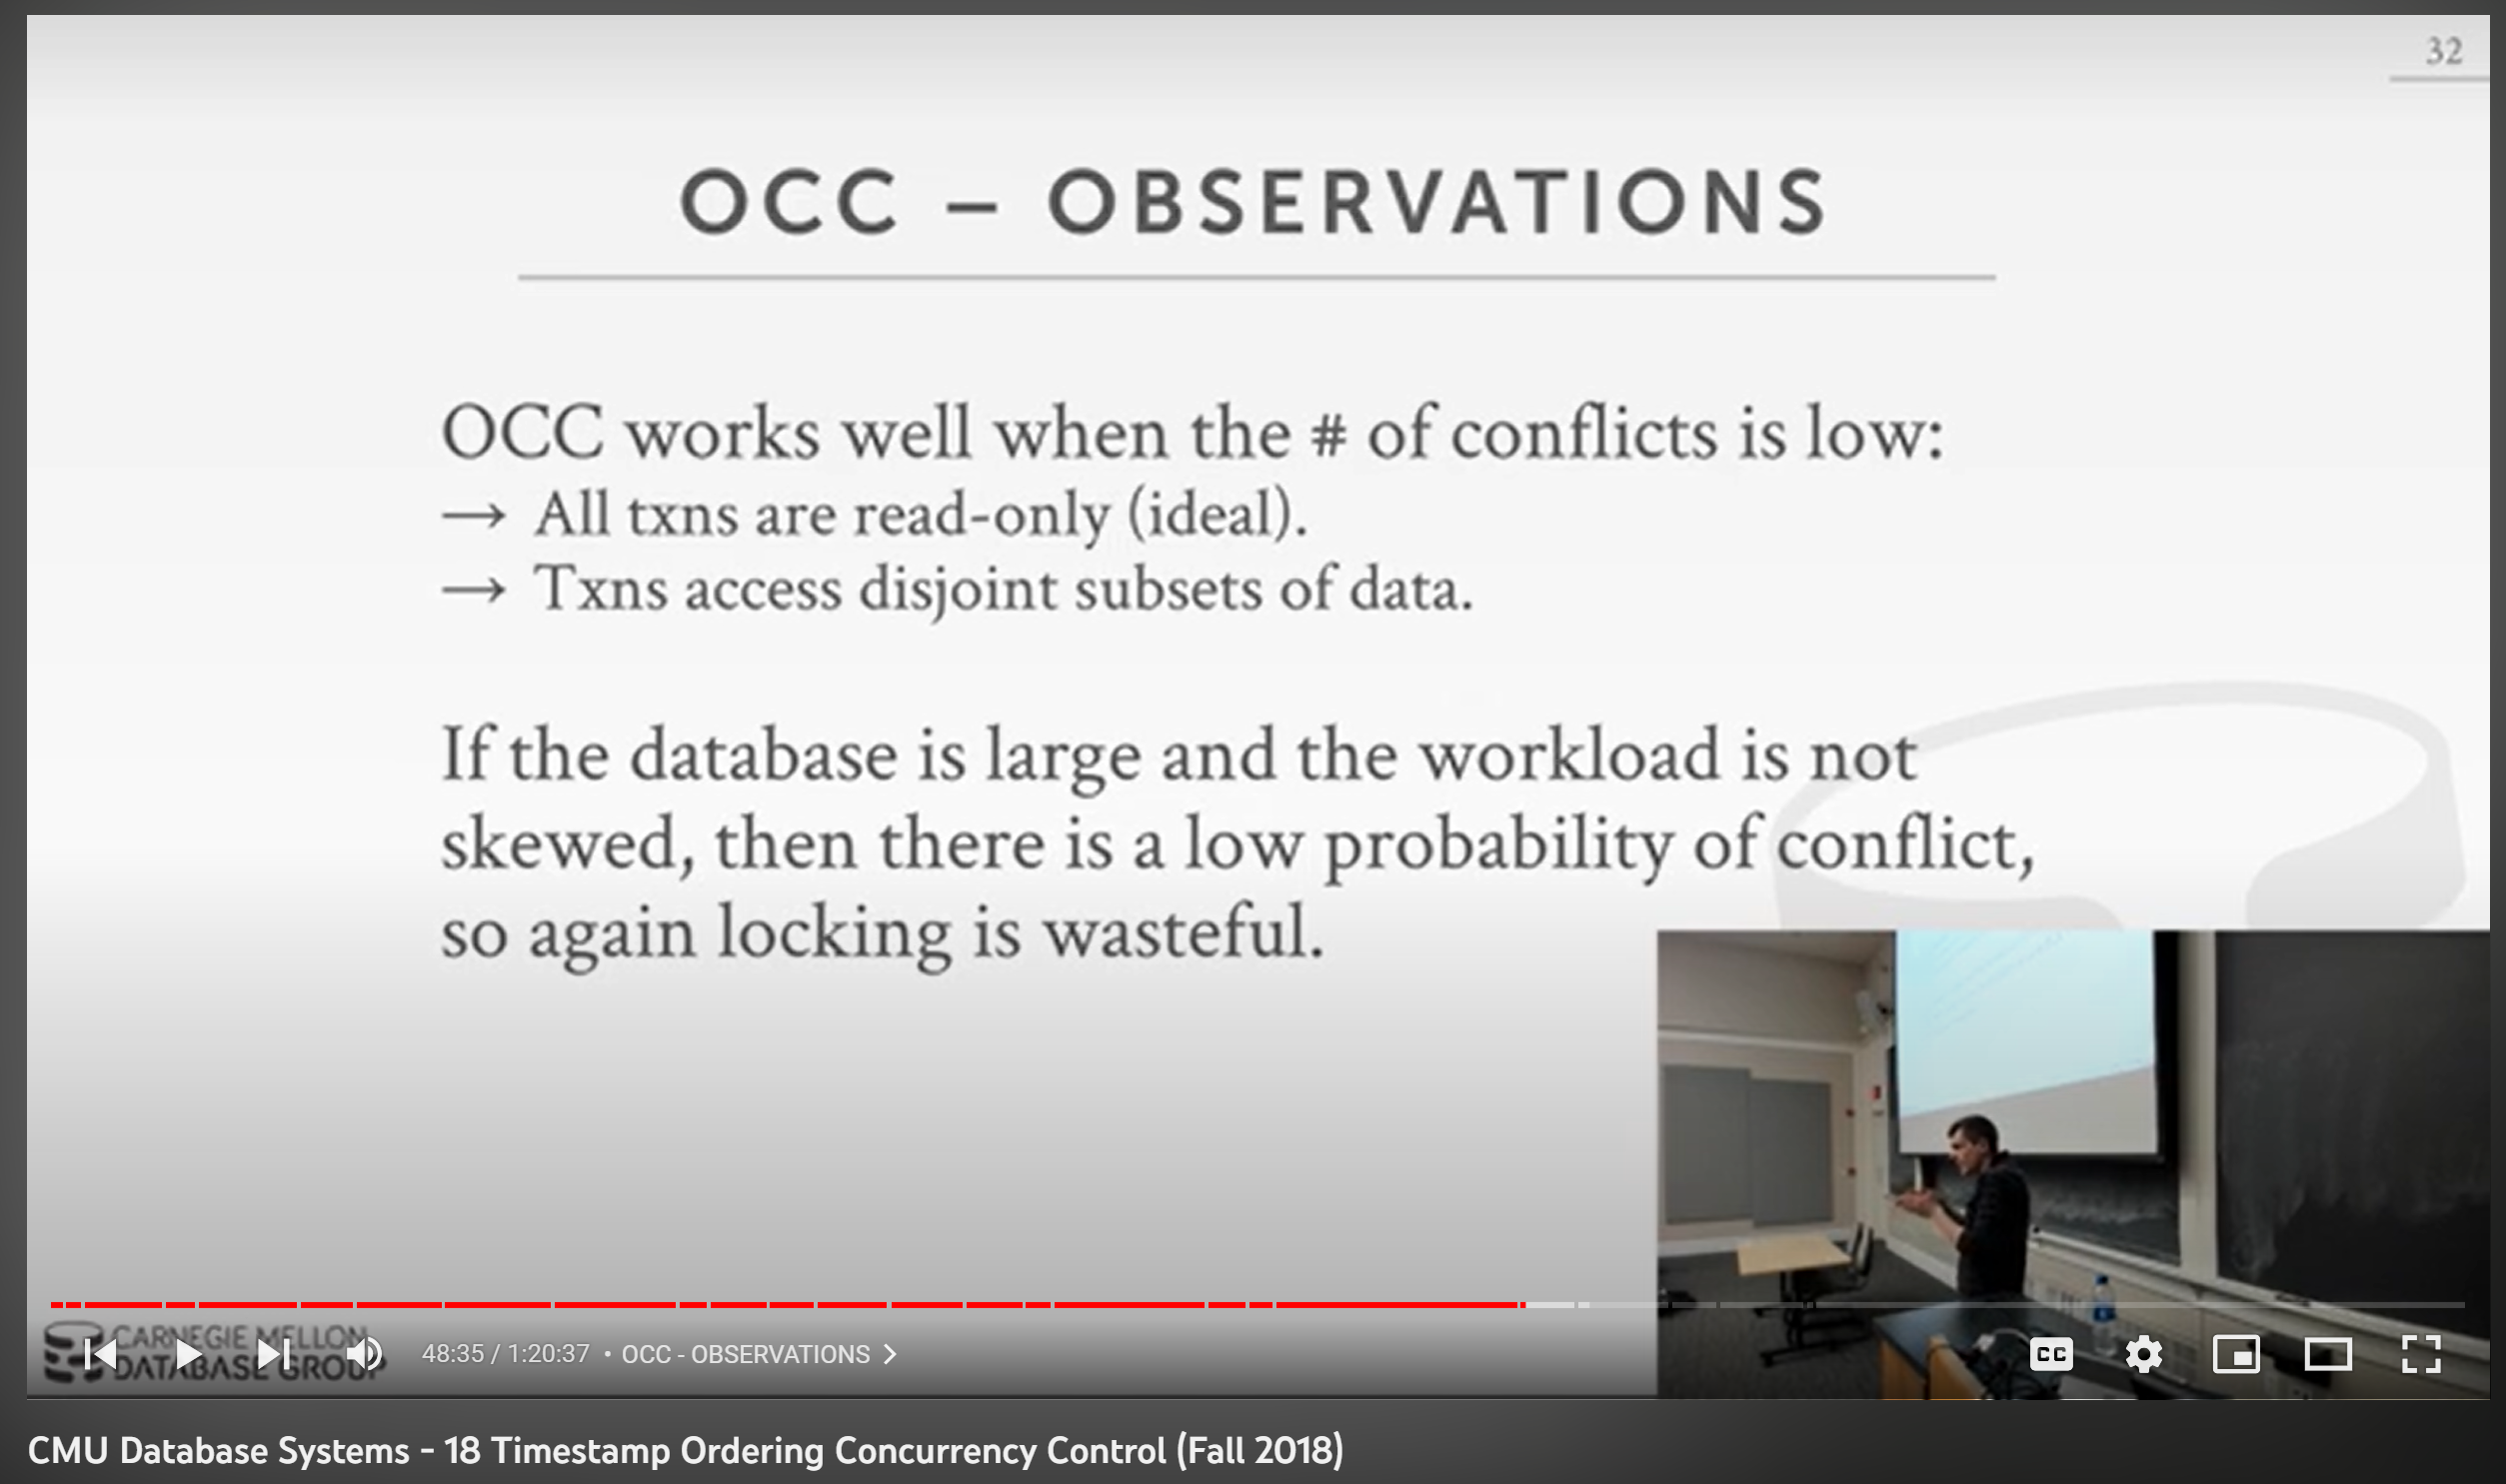 32
OCC – OBSERVATIONS
OCC works well when the # of conflicts is low:
→ All txns are read-only (ideal).
→ Txns access disjoint subsets of data.
If the database is large and the workload is not
skewed, then there is a low probability of conflict,
so again locking is wasteful.
CARNEGIE MELLON
DATABASE GROUP
48:35 / 1:20:37 • OCC - OBSERVATIONS
CC
CMU Database Systems - 18 Timestamp Ordering Concurrency Control (Fall 2018)